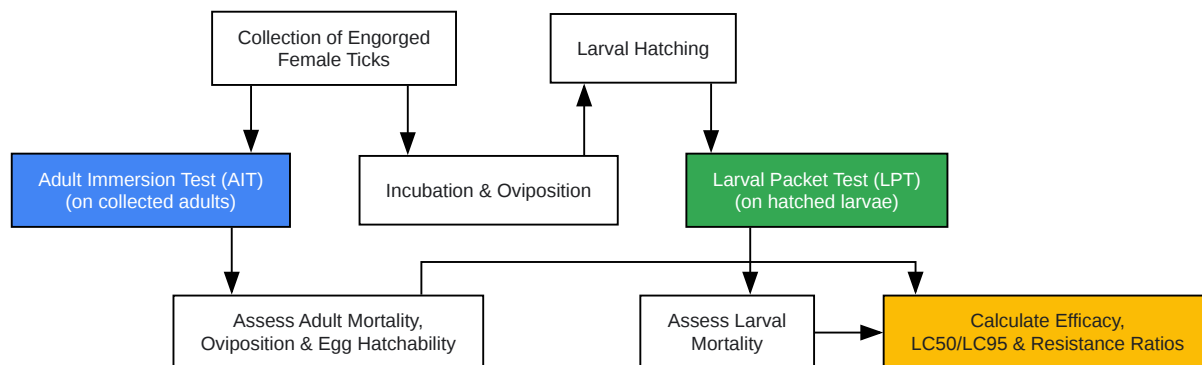 Collection of Engorged
Female Ticks
Larval Hatching
Adult Immersion Test (AIT)
(on collected adults)
Incubation & Oviposition
Larval Packet Test (LPT)
(on hatched larvae)
Assess Adult Mortality,
Oviposition & Egg Hatchability
Assess Larval
Mortality
Calculate Efficacy,
LC50/LC95 & Resistance Ratios